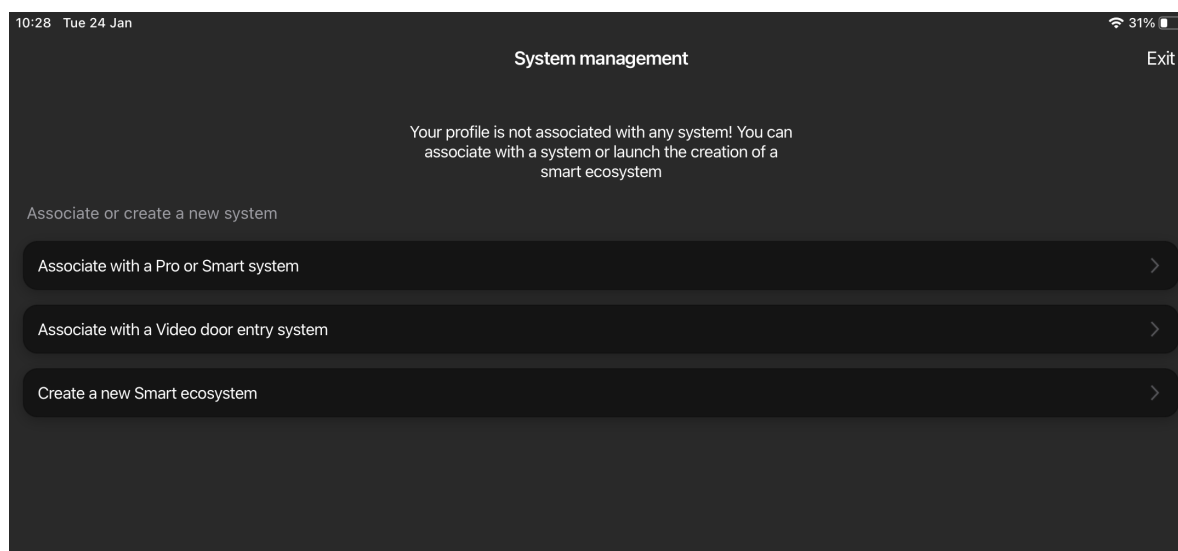 10:28 Tue 24 Jan
31%
System management
Exit
Your profile is not associated with any system! You can
associate with a system or launch the creation of a
smart ecosystem
Associate or create a new system
Associate with a Pro or Smart system
Associate with a Video door entry system
Create a new Smart ecosystem